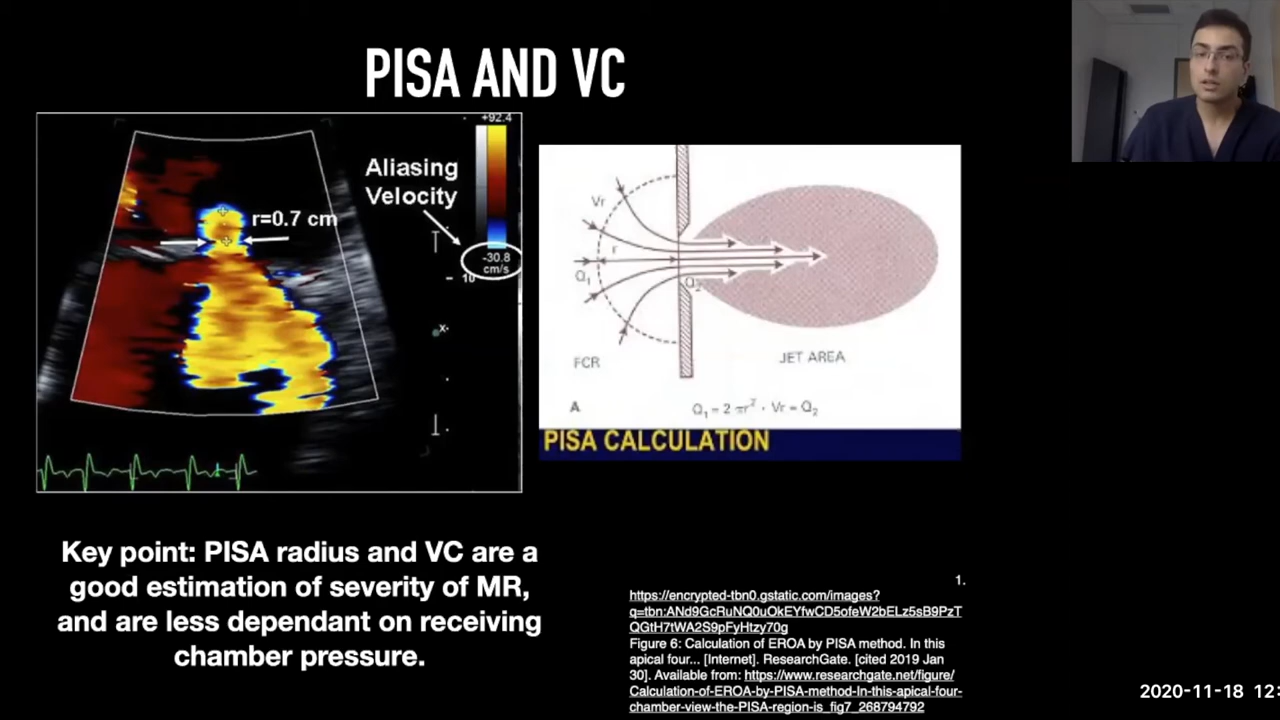 PISA AND VC
+92.4
Aliasing
Velocity
r=0.7 cm
-30.8
cm/s
10
x
Vr
r
Q1
Q2
FCR
JET AREA
A
Q1 = 2 πr² · Vr = Q2
PISA CALCULATION
Key point: PISA radius and VC are a
good estimation of severity of MR,
and are less dependant on receiving
chamber pressure.
1.
https://encrypted-tbn0.gstatic.com/images?
q=tbn:ANd9GcRuNQ0uOkEYfwCD5ofeW2bELz5sB9PzT
QGtH7tWA2S9pFyHtzy70g
Figure 6: Calculation of EROA by PISA method. In this
apical four... [Internet]. ResearchGate. [cited 2019 Jan
30]. Available from: https://www.researchgate.net/figure/
Calculation-of-EROA-by-PISA-method-In-this-apical-four-
chamber-view-the-PISA-region-is_fig7_268794792
2020-11-18 12: